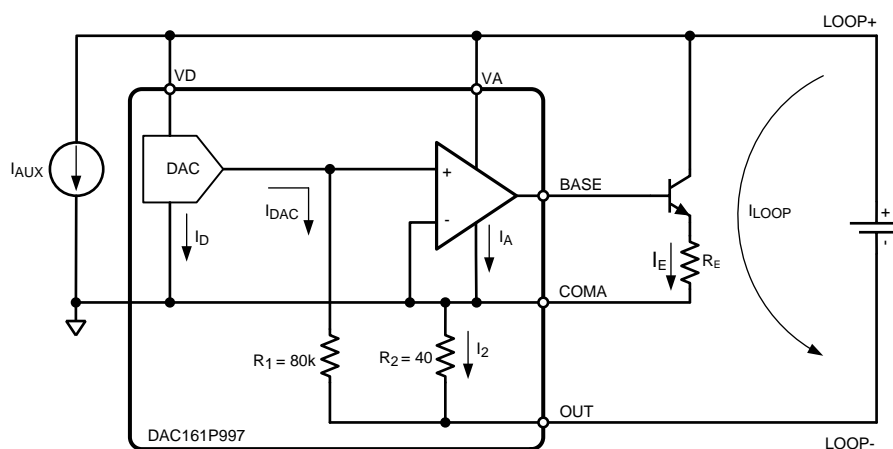 LOOP+
VD
VA
IAUX
DAC
+
-
BASE
IDAC
ID
IA
IE
RE
ILOOP
+
-
COMA
R1 = 80k
R2 = 40
I2
OUT
DAC161P997
LOOP-